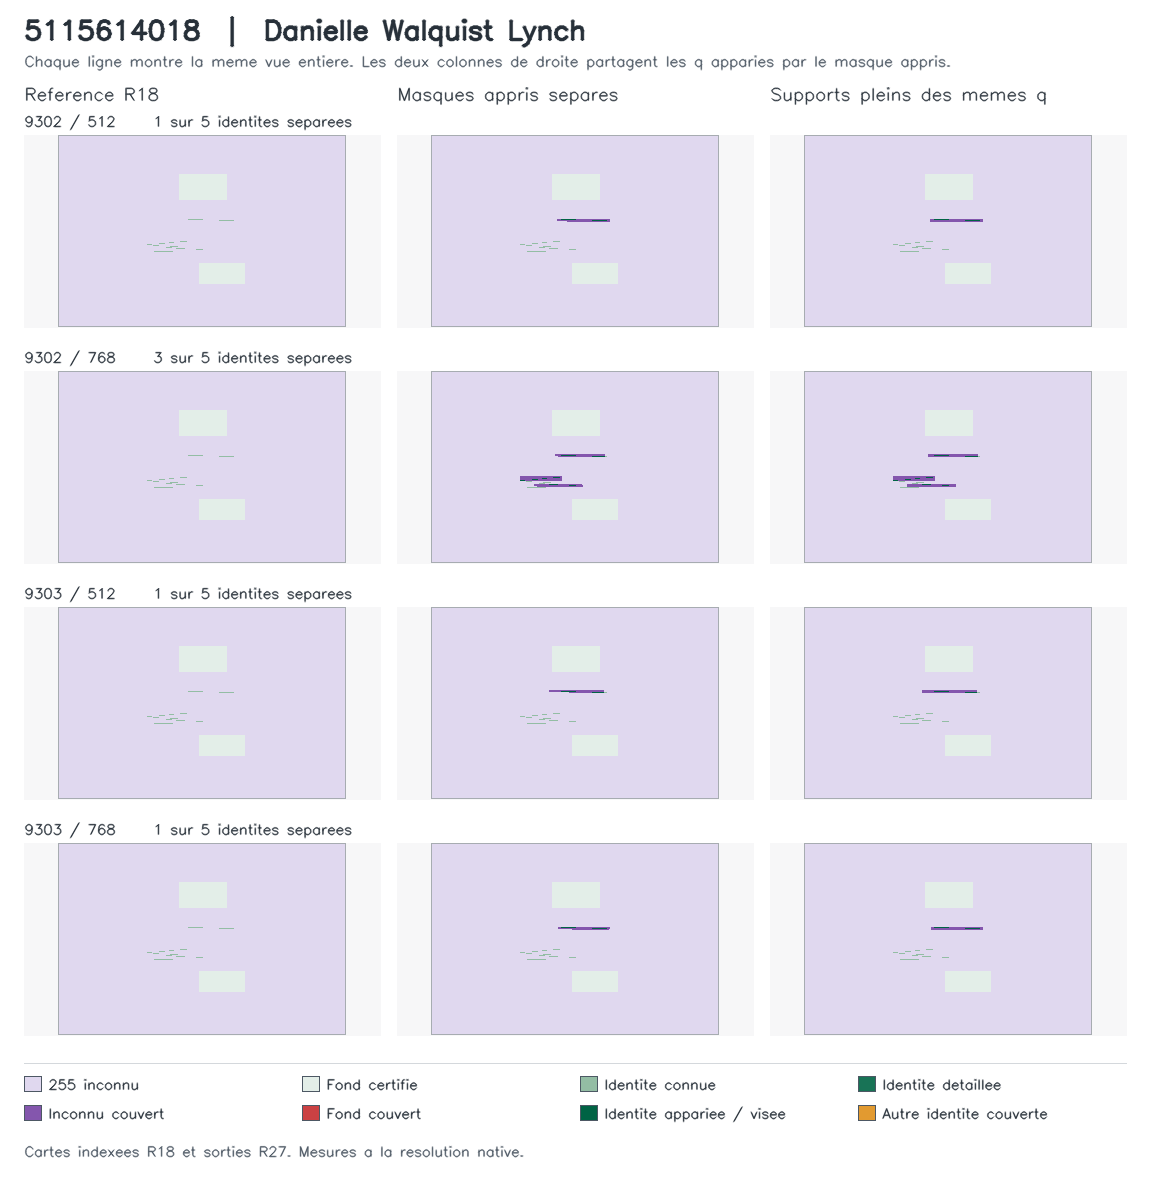 5115614018 | Danielle Walquist Lynch
Chaque ligne montre la meme vue entiere. Les deux colonnes de droite partagent les q apparies par le masque appris.
Reference R18 Masques appris separes Supports pleins des memes q
9302 / 512 1 sur 5 identites separees
9302 / 768 3 sur 5 identites separees
9303 / 512 1 sur 5 identites separees
9303 / 768 1 sur 5 identites separees
255 inconnu Fond certifie Identite connue Identite detaillee
Inconnu couvert Fond couvert Identite appariee / visee Autre identite couverte
Cartes indexees R18 et sorties R27. Mesures a la resolution native.